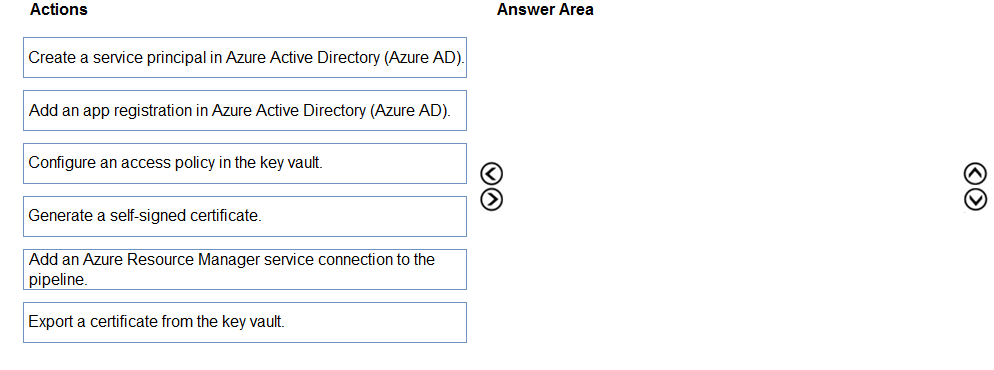 Actions
Answer Area
Create a service principal in Azure Active Directory (Azure AD).
Add an app registration in Azure Active Directory (Azure AD).
Configure an access policy in the key vault.
Generate a self-signed certificate.
Add an Azure Resource Manager service connection to the
pipeline.
Export a certificate from the key vault.